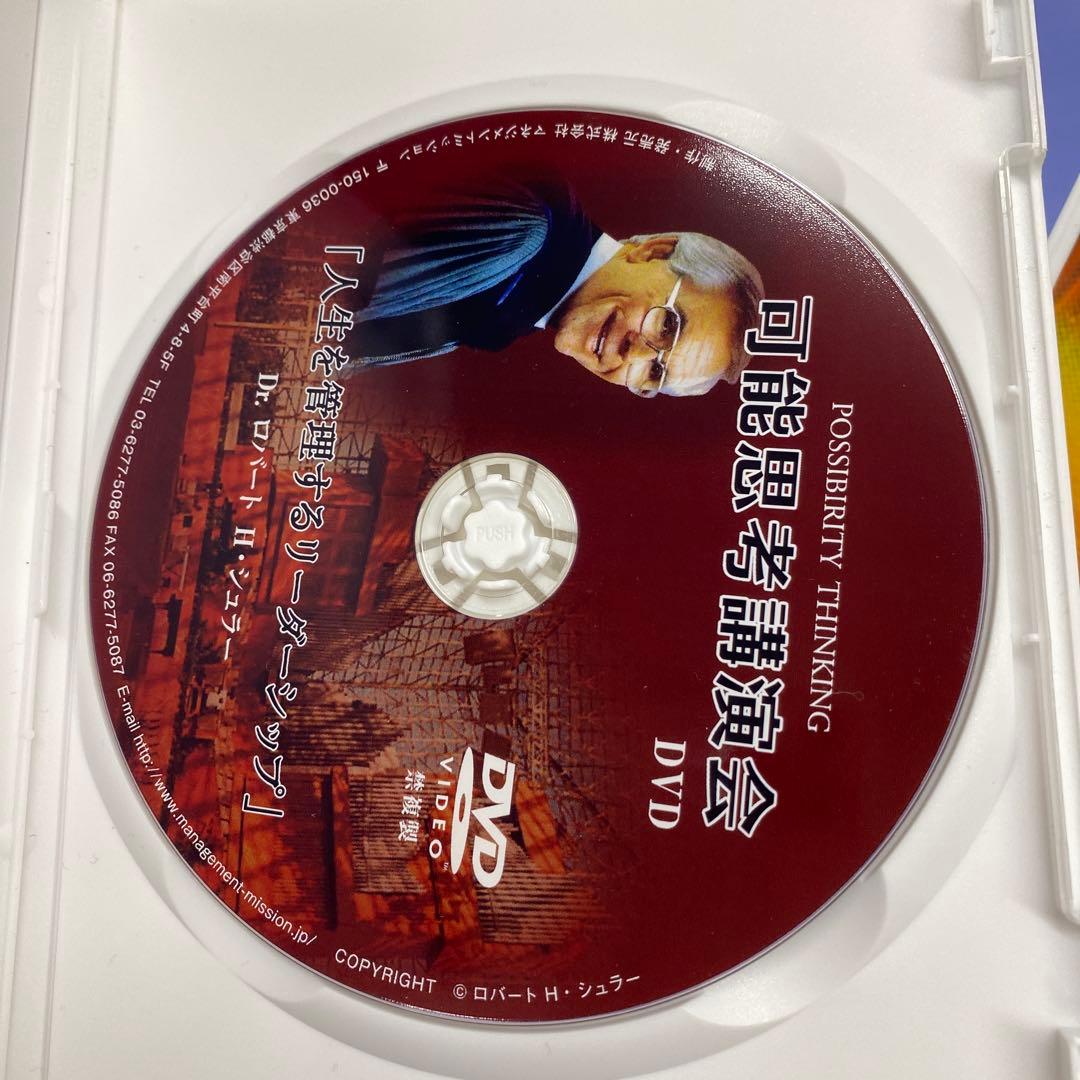 POSSIBIRITY THINKING
可能思考講演会
DVD
「人生を管理するリーダーシップ」
Dr. ロバート H・シュラー
DVD
VIDEO
TM
禁複製
PUSH
制作・発売元 株式会社 マネジメントミッション 〒150-0036 東京都渋谷区南平台町4-8-5F TEL 03-6277-5086 FAX 06-6277-5087 E-mail http://www.management-mission.jp/
COPYRIGHT © ロバート H・シュラー